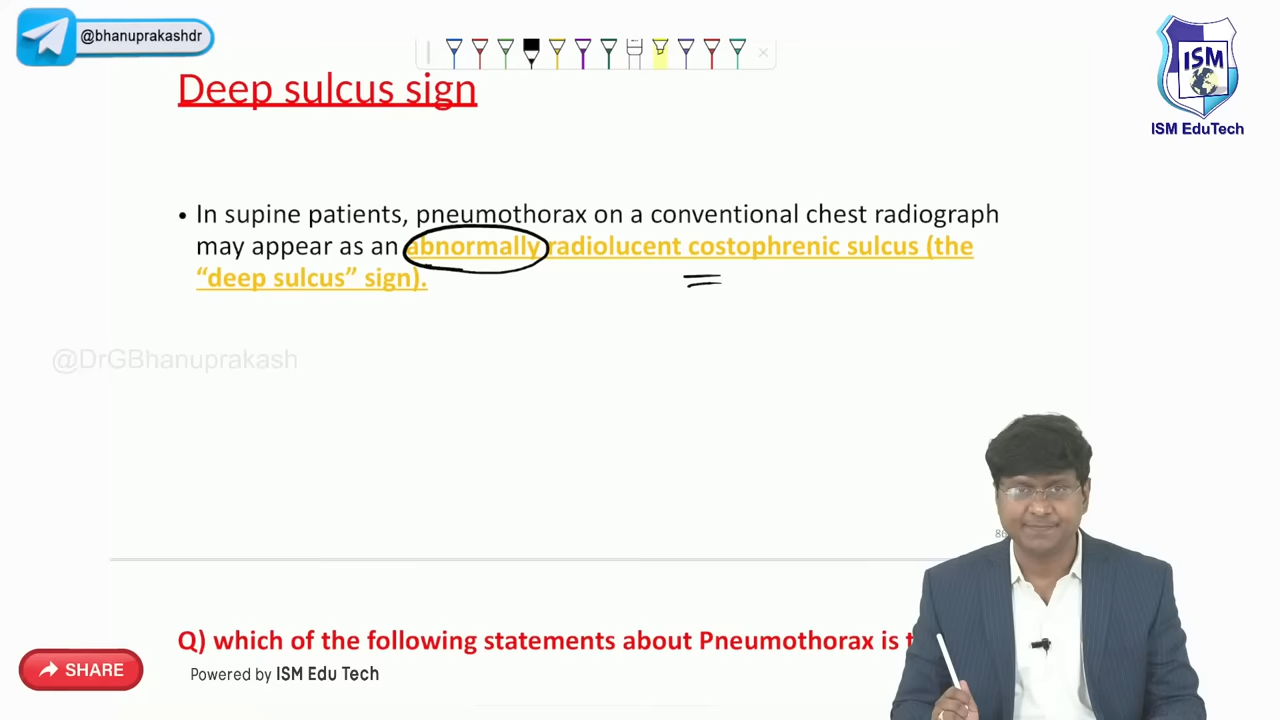 @bhanuprakashdr
ISM
ISM EduTech
Deep sulcus sign
• In supine patients, pneumothorax on a conventional chest radiograph
may appear as an abnormally radiolucent costophrenic sulcus (the
“deep sulcus” sign).
@DrGBhanuprakash
Q) which of the following statements about Pneumothorax is
SHARE
Powered by ISM Edu Tech